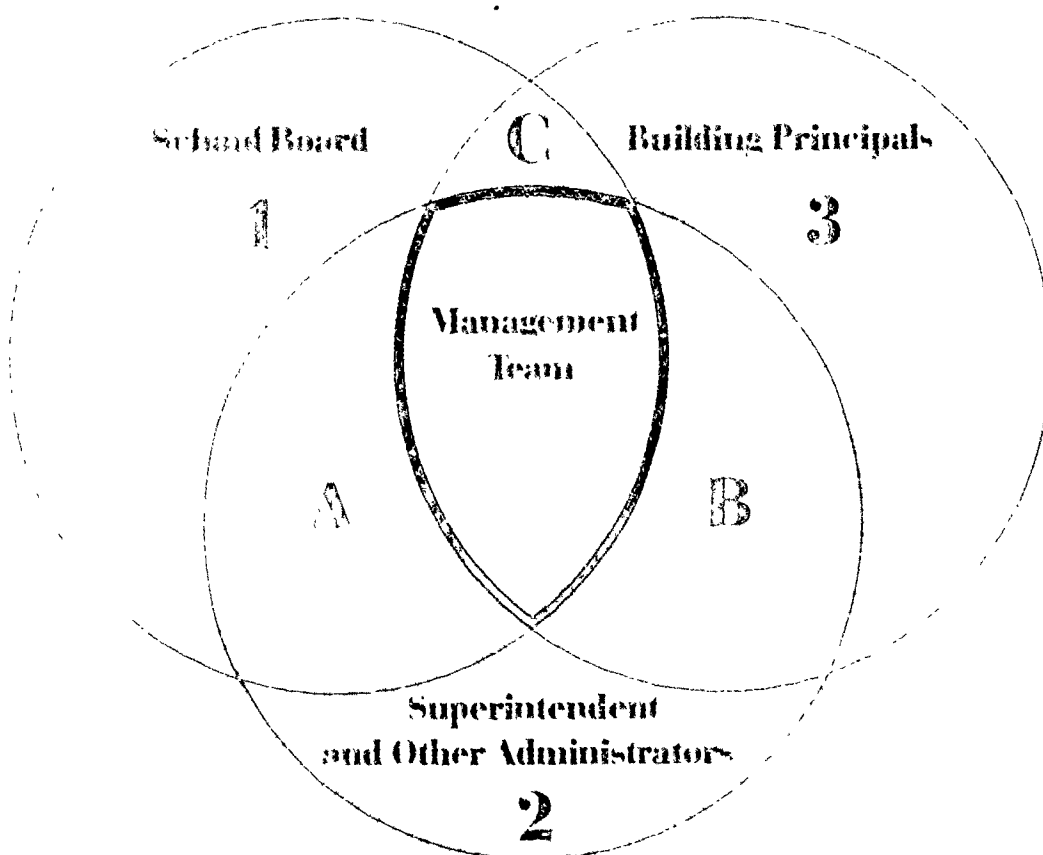 School Board
C
Building Principals
1
3
Management
Team
A
B
Superintendent
and Other Administrators
2